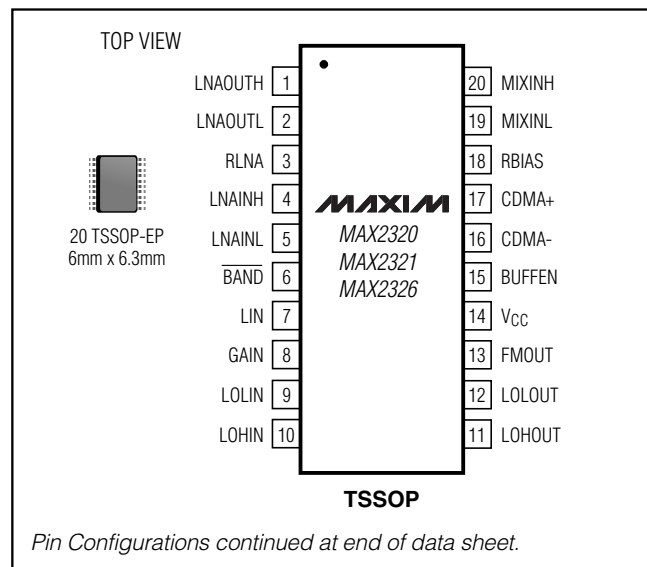 TOP VIEW
LNAOUTH 1
LNAOUTL 2
RLNA 3
LNAINH 4
LNAINL 5
BAND 6
LIN 7
GAIN 8
LOLIN 9
LOHIN 10
20 TSSOP-EP
6mm x 6.3mm
MAXIM
MAX2320
MAX2321
MAX2326
20 MIXINH
19 MIXINL
18 RBIAS
17 CDMA+
16 CDMA-
15 BUFFEN
14 VCC
13 FMOUT
12 LOLOUT
11 LOHOUT
TSSOP
Pin Configurations continued at end of data sheet.